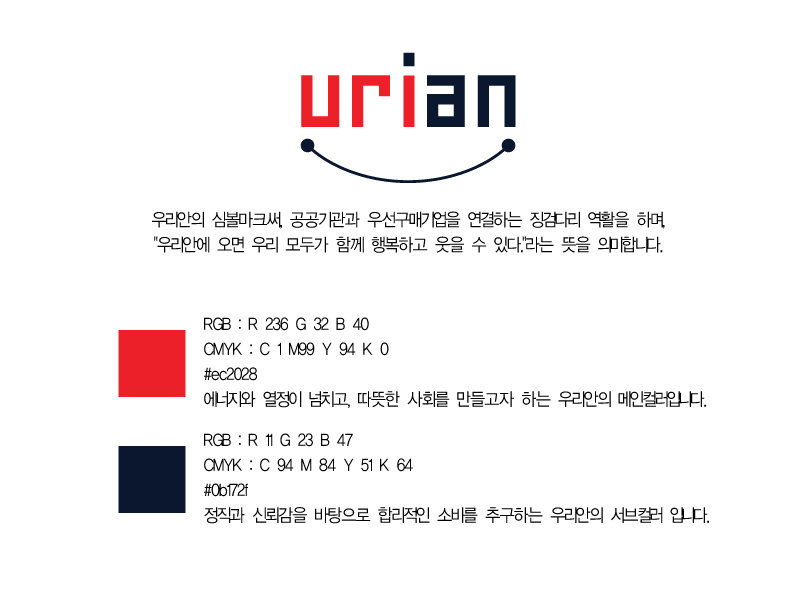 urian
우리안의 심볼마크써, 공공기관과 우선구매기업을 연결하는 징검다리 역활을 하며,
"우리안에 오면 우리 모두가 함께 행복하고 웃을 수 있다."라는 뜻을 의미합니다.
RGB : R 236 G 32 B 40
CMYK : C 1 M99 Y 94 K 0
#ec2028
에너지와 열정이 넘치고, 따뜻한 사회를 만들고자 하는 우리안의 메인컬러입니다.
RGB : R 11 G 23 B 47
CMYK : C 94 M 84 Y 51 K 64
#0b172f
정직과 신뢰감을 바탕으로 합리적인 소비를 추구하는 우리안의 서브컬러 입니다.